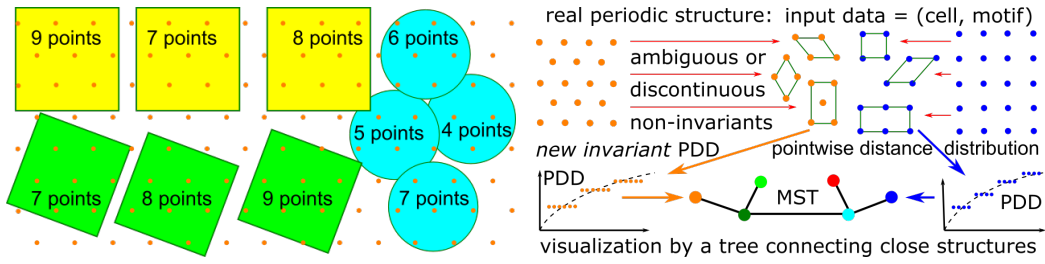 9 points
7 points
8 points
6 points
5 points
4 points
7 points
8 points
9 points
7 points
real periodic structure: input data = (cell, motif)
ambiguous or
discontinuous
non-invariants
new invariant PDD
pointwise distance distribution
PDD
MST
PDD
visualization by a tree connecting close structures